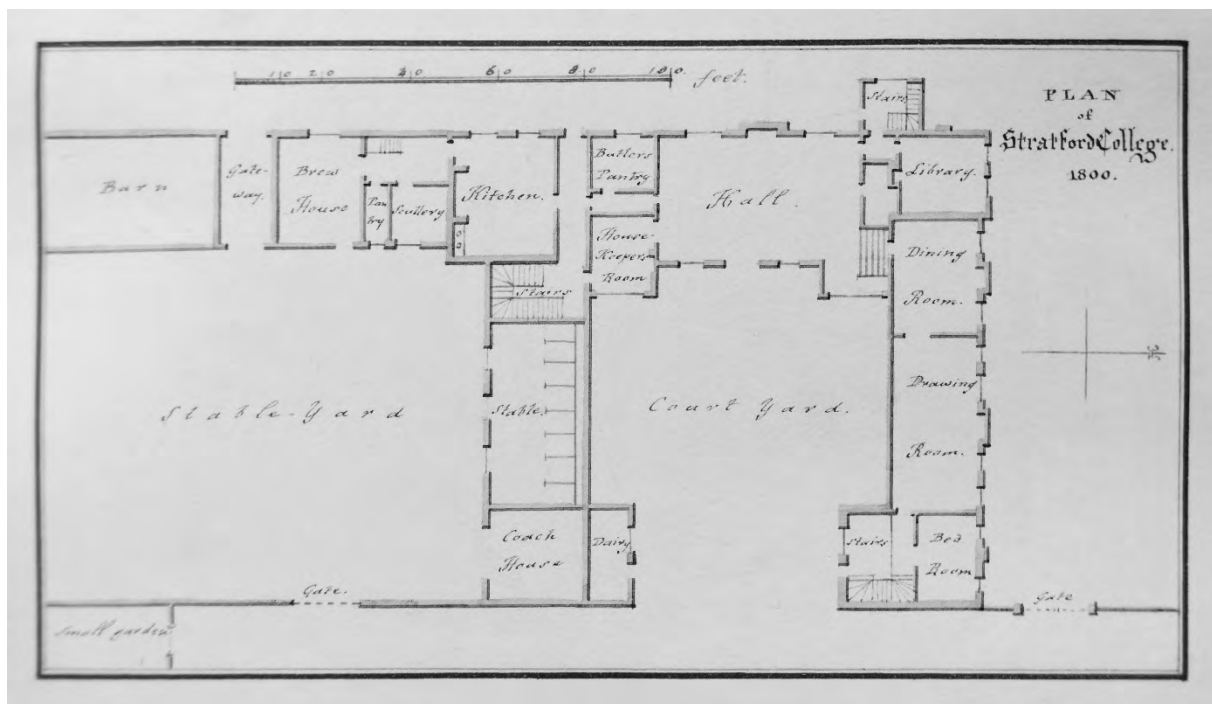 10 20 40 60 80 100. feet.
PLAN
of
Stratford College.
1800.
Stairs
Barn
Gate-
way.
Brew
House
Pan
try
Scullery
Kitchen.
Butlers
Pantry
House-
Keepers
Room
Hall.
Library.
Dining
Room.
Stairs
Stable-Yard
Stable.
Court Yard.
Drawing
Room.
Coach
House
Dairy
Stairs
Bed
Room
Gate.
Gate
Small garden